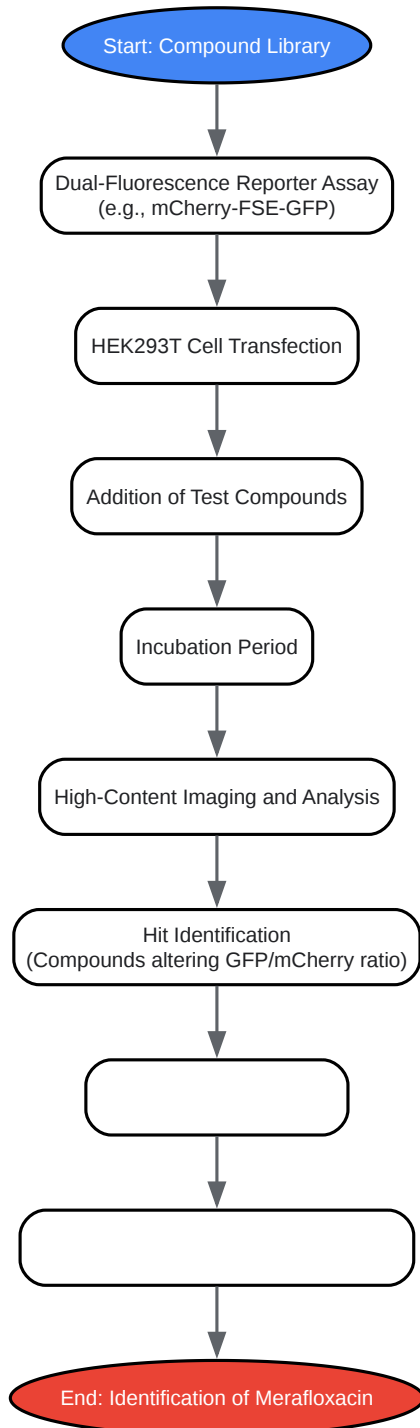 Start: Compound Library
Dual-Fluorescence Reporter Assay
(e.g., mCherry-FSE-GFP)
HEK293T Cell Transfection
Addition of Test Compounds
Incubation Period
High-Content Imaging and Analysis
Hit Identification
(Compounds altering GFP/mCherry ratio)
End: Identification of Merafloxacin